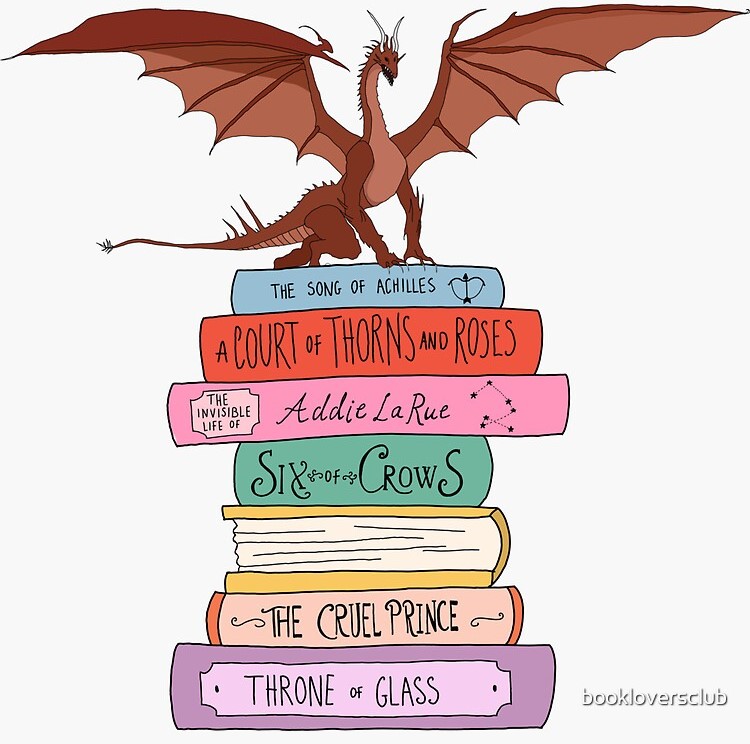 THE SONG OF ACHILLES
A COURT OF THORNS AND ROSES
THE
INVISIBLE
LIFE OF
Addie LaRue
SIX OF CROWS
THE CRUEL PRINCE
THRONE OF GLASS
bookloversclub